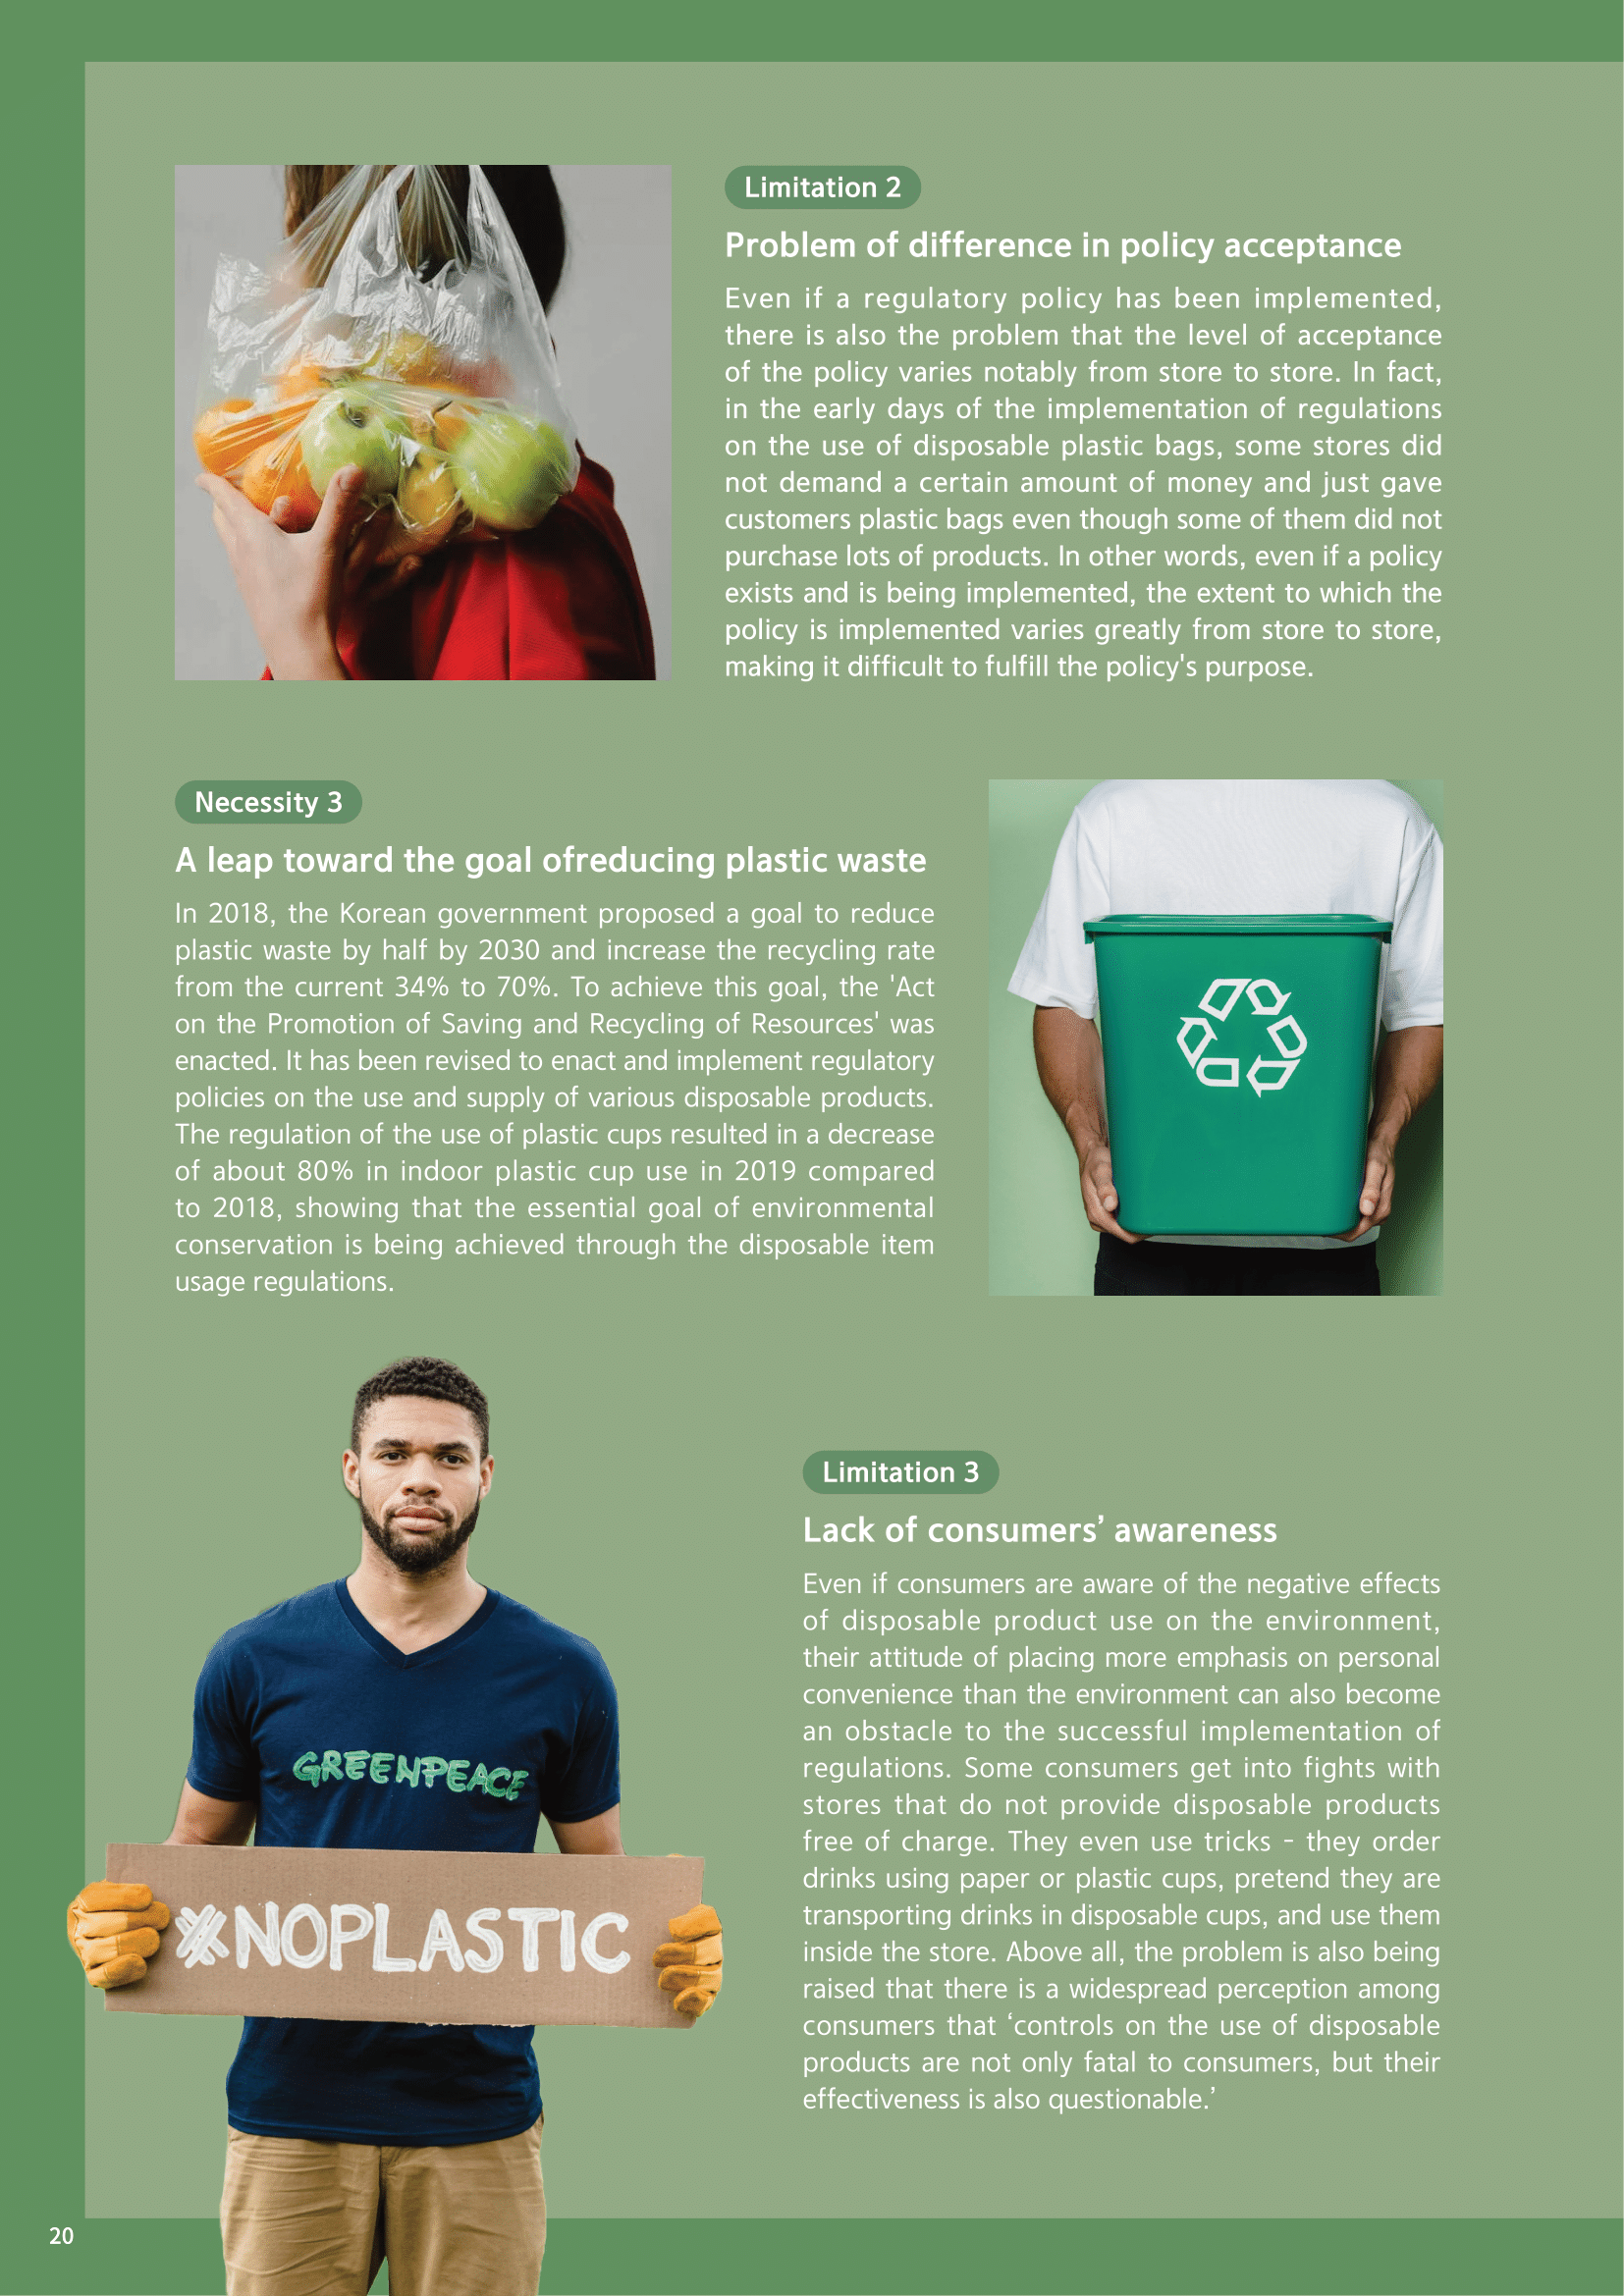 Limitation 2
Problem of difference in policy acceptance
Even if a regulatory policy has been implemented,
there is also the problem that the level of acceptance
of the policy varies notably from store to store. In fact,
in the early days of the implementation of regulations
on the use of disposable plastic bags, some stores did
not demand a certain amount of money and just gave
customers plastic bags even though some of them did not
purchase lots of products. In other words, even if a policy
exists and is being implemented, the extent to which the
policy is implemented varies greatly from store to store,
making it difficult to fulfill the policy's purpose.
Necessity 3
A leap toward the goal ofreducing plastic waste
In 2018, the Korean government proposed a goal to reduce
plastic waste by half by 2030 and increase the recycling rate
from the current 34% to 70%. To achieve this goal, the 'Act
on the Promotion of Saving and Recycling of Resources' was
enacted. It has been revised to enact and implement regulatory
policies on the use and supply of various disposable products.
The regulation of the use of plastic cups resulted in a decrease
of about 80% in indoor plastic cup use in 2019 compared
to 2018, showing that the essential goal of environmental
conservation is being achieved through the disposable item
usage regulations.
GREENPEACE
#NOPLASTIC
Limitation 3
Lack of consumers’ awareness
Even if consumers are aware of the negative effects
of disposable product use on the environment,
their attitude of placing more emphasis on personal
convenience than the environment can also become
an obstacle to the successful implementation of
regulations. Some consumers get into fights with
stores that do not provide disposable products
free of charge. They even use tricks - they order
drinks using paper or plastic cups, pretend they are
transporting drinks in disposable cups, and use them
inside the store. Above all, the problem is also being
raised that there is a widespread perception among
consumers that ‘controls on the use of disposable
products are not only fatal to consumers, but their
effectiveness is also questionable.’
20